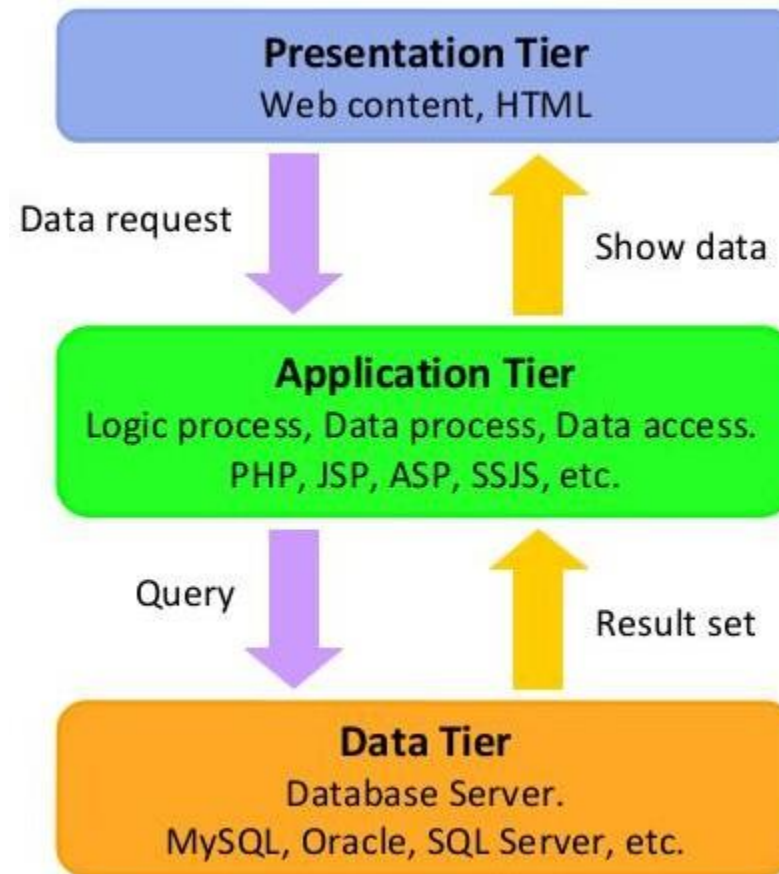 Presentation Tier
Web content, HTML
Data request
Show data
Application Tier
Logic process, Data process, Data access.
PHP, JSP, ASP, SSJS, etc.
Query
Result set
Data Tier
Database Server.
MySQL, Oracle, SQL Server, etc.